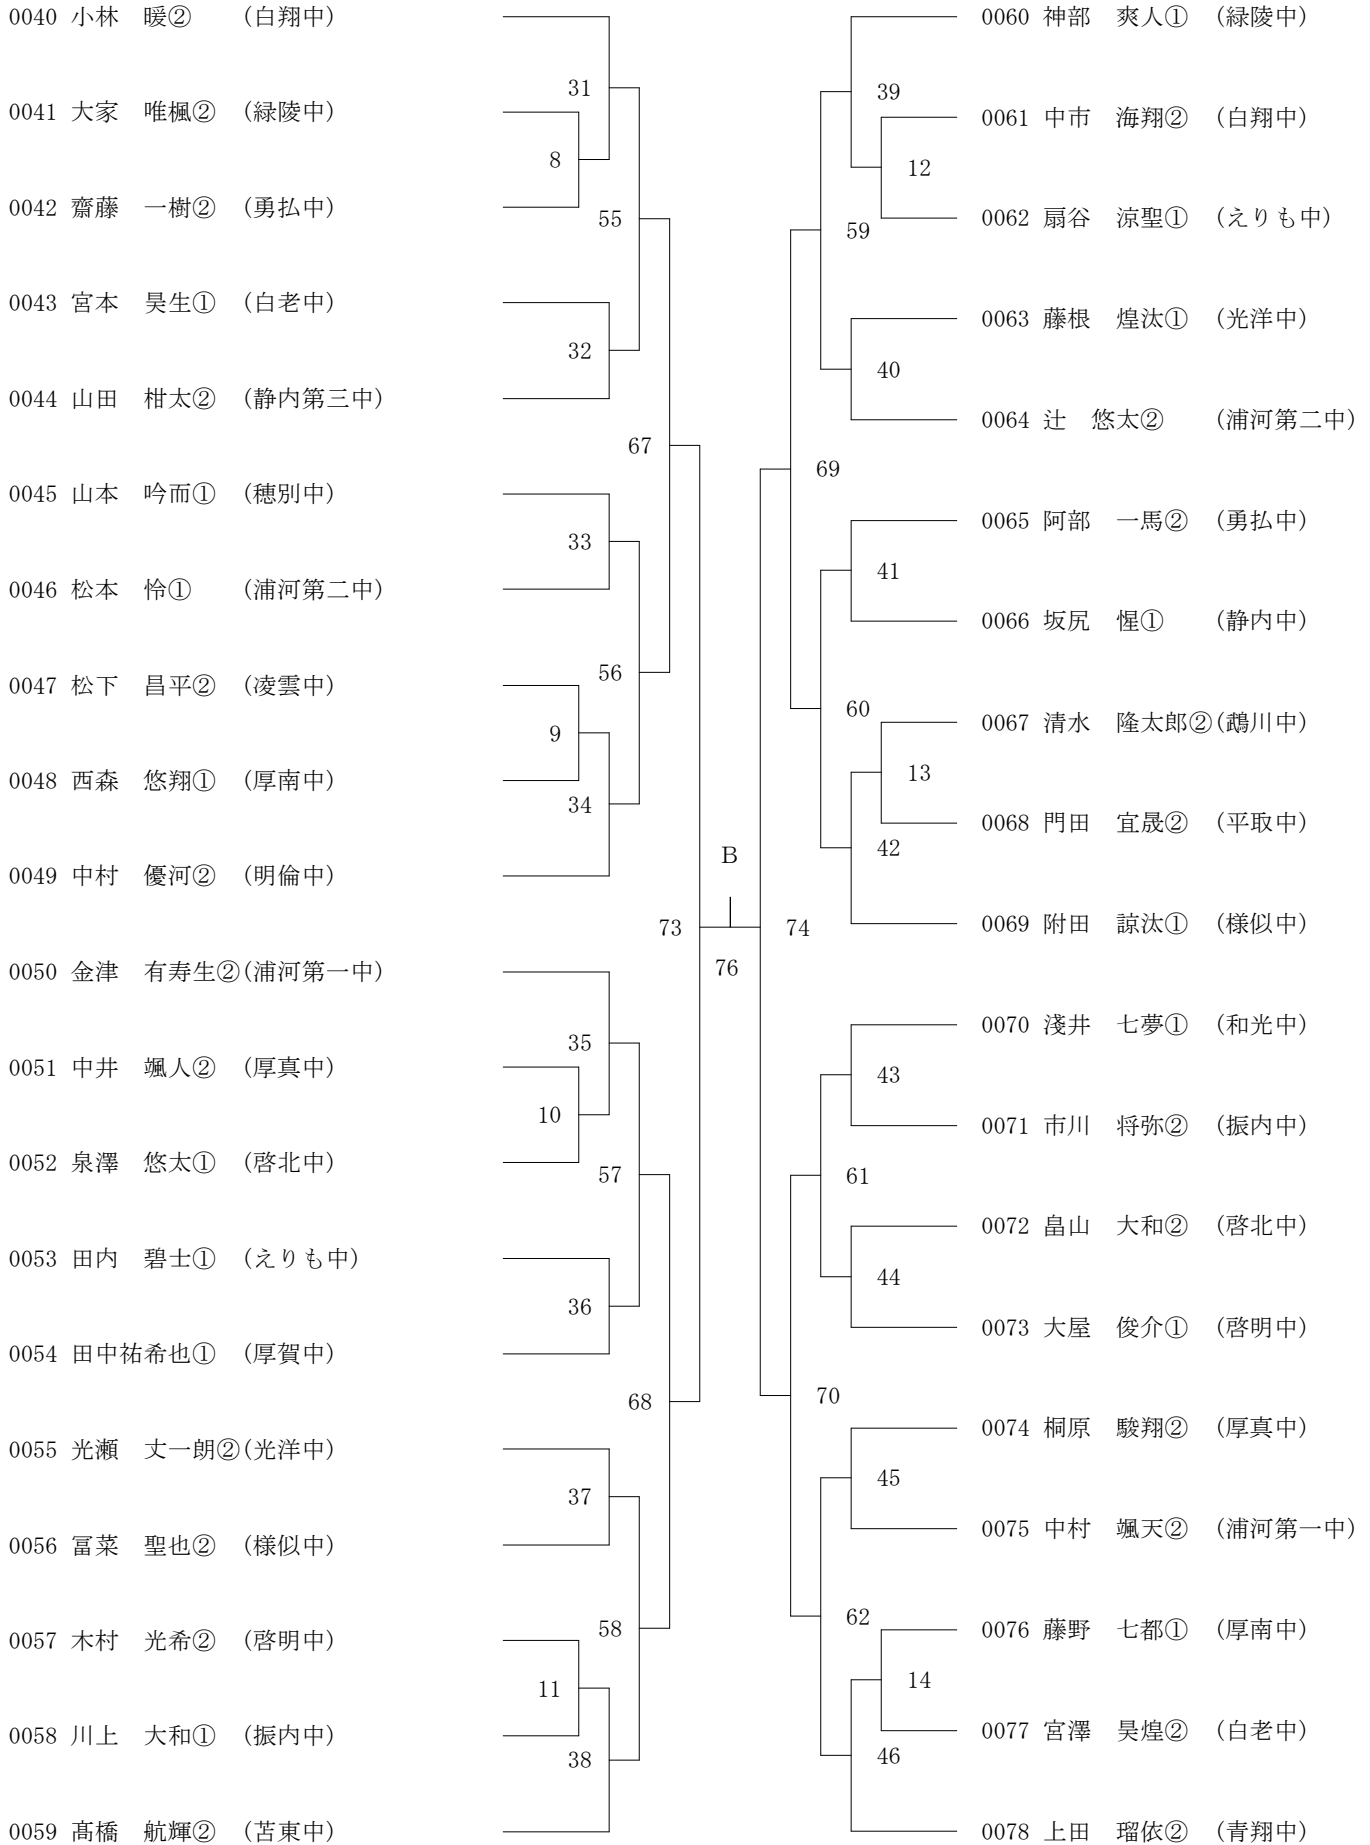 0040 小林　暖②　　(白翔中)
31
0041 大家　唯楓②　(緑陵中)
8
0042 齋藤　一樹②　(勇払中)
55
0043 宮本　昊生①　(白老中)
32
0044 山田　柑太②　(静内第三中)
67
0045 山本　吟而①　(穂別中)
33
0046 松本　怜①　　(浦河第二中)
56
0047 松下　昌平②　(凌雲中)
9
0048 西森　悠翔①　(厚南中)
34
0049 中村　優河②　(明倫中)
73
0050 金津　有寿生②(浦河第一中)
35
0051 中井　颯人②　(厚真中)
10
0052 泉澤　悠太①　(啓北中)
57
0053 田内　碧士①　(えりも中)
36
0054 田中祐希也①　(厚賀中)
68
0055 光瀬　丈一朗②(光洋中)
37
0056 冨菜　聖也②　(様似中)
58
0057 木村　光希②　(啓明中)
11
0058 川上　大和①　(振内中)
38
0059 髙橋　航輝②　(苫東中)
B
76
0060 神部　爽人①　(緑陵中)
39
0061 中市　海翔②　(白翔中)
12
0062 扇谷　涼聖①　(えりも中)
59
0063 藤根　煌汰①　(光洋中)
40
0064 辻　悠太②　　(浦河第二中)
69
0065 阿部　一馬②　(勇払中)
41
0066 坂尻　惺①　　(静内中)
60
0067 清水　隆太郎②(鵡川中)
13
0068 門田　宜晟②　(平取中)
42
0069 附田　諒汰①　(様似中)
74
0070 淺井　七夢①　(和光中)
43
0071 市川　将弥②　(振内中)
61
0072 畠山　大和②　(啓北中)
44
0073 大屋　俊介①　(啓明中)
70
0074 桐原　駿翔②　(厚真中)
45
0075 中村　颯天②　(浦河第一中)
62
0076 藤野　七都①　(厚南中)
14
0077 宮澤　昊煌②　(白老中)
46
0078 上田　瑠依②　(青翔中)